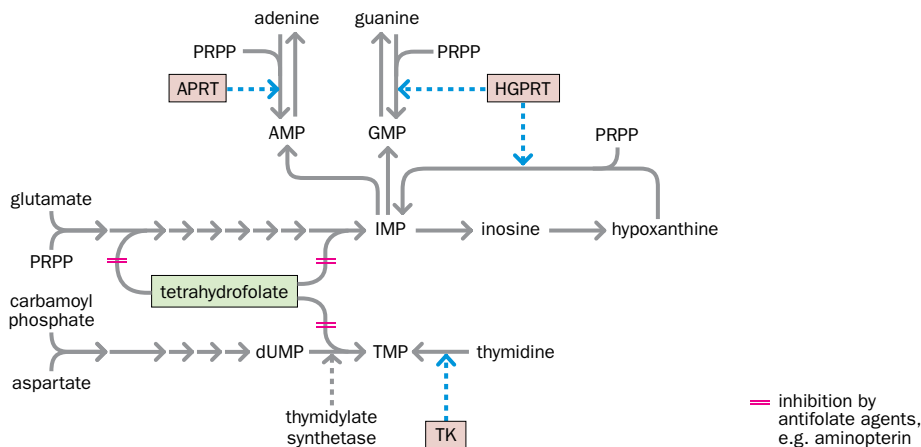 adenine
guanine
PRPP
PRPP
APRT
HGPRT
AMP
GMP
PRPP
glutamate
IMP
inosine
hypoxanthine
PRPP
tetrahydrofolate
carbamoyl
phosphate
dUMP
TMP
thymidine
aspartate
thymidylate
synthetase
TK
inhibition by
antifolate agents,
e.g. aminopterin